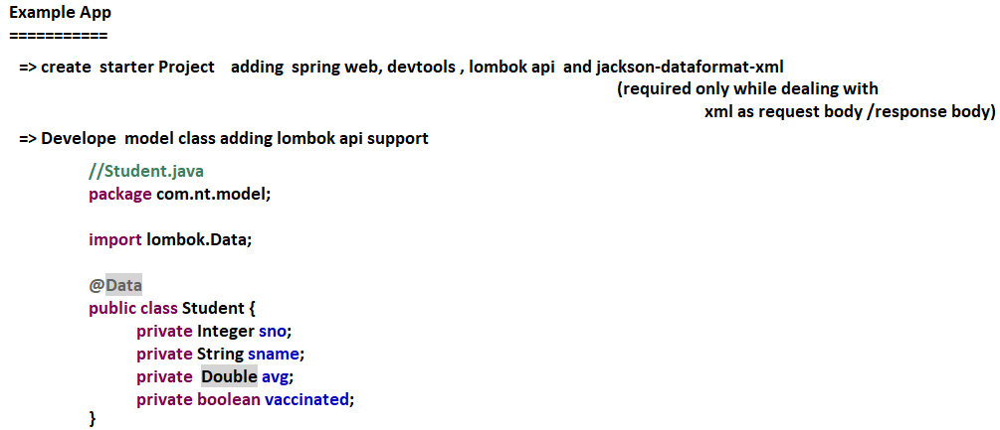 Example App
===========
=> create starter Project adding spring web, devtools , lombok api and jackson-dataformat-xml
(required only while dealing with
xml as request body /response body)
=> Develope model class adding lombok api support
//Student.java
package com.nt.model;
import lombok.Data;
@Data
public class Student {
private Integer sno;
private String sname;
private Double avg;
private boolean vaccinated;
}